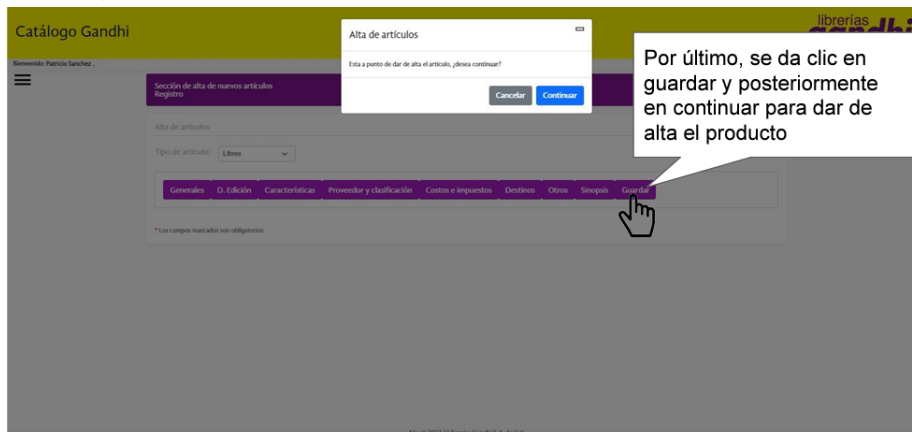 Catálogo Gandhi
librerías
gandhi
Bienvenido: Patricio Sanchez .
Alta de artículos
Esta a punto de dar de alta el artículo, ¿desea continuar?
Cancelar Continuar
Por último, se da clic en
guardar y posteriormente
en continuar para dar de
alta el producto
Sección de alta de nuevos artículos
Registro
Alta de artículos
Tipo de artículo: Libros
Generales D. Edición Características Proveedor y clasificación Costos e impuestos Destinos Otros Sinopsis Guardar
* Los campos marcados son obligatorios.